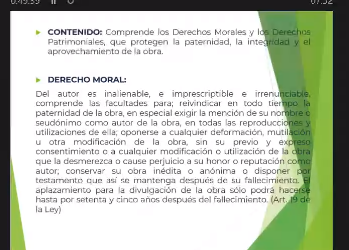 CONTENIDO: Comprende los Derechos Morales y los Derechos
Patrimoniales, que protegen la paternidad, la integridad y el
aprovechamiento de la obra.
DERECHO MORAL:
Del autor es inalienable, e imprescriptible e irrenunciable,
comprende las facultades para; reivindicar en todo tiempo la
paternidad de la obra, en especial exigir la mención de su nombre o
seudónimo como autor de la obra, en todas las reproducciones y
utilizaciones de ella; oponerse a cualquier deformación, mutilación
u otra modificación de la obra, sin su previo y expreso
consentimiento o a cualquier modificación o utilización de la obra
que la desmerezca o cause perjuicio a su honor o reputación como
autor; conservar su obra inédita o anónima o disponer por
testamento que así se mantenga después de su fallecimiento. El
aplazamiento para la divulgación de la obra sólo podrá hacerse
hasta por setenta y cinco años después del fallecimiento. (Art. 19 de
la Ley)